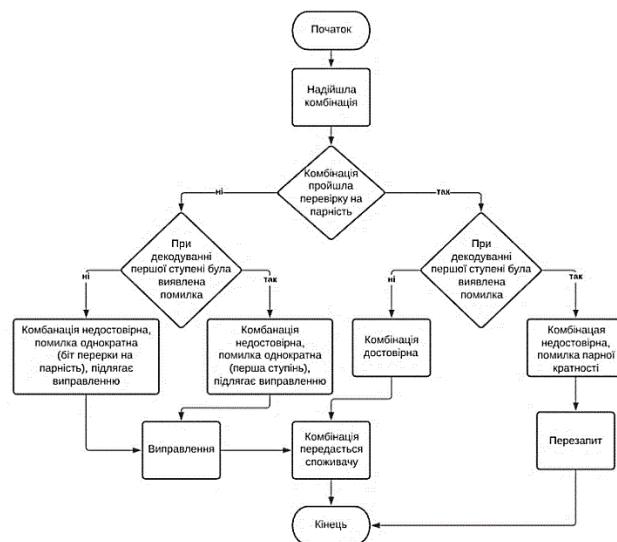 Початок
Надійшла
комбінація
Комбінація
пройшла
перевірку на
парність
ні
так
При
декодуванні
першої ступені була
виявлена
помилка
При
декодуванні
першої ступені була
виявлена
помилка
ні
так
ні
так
Комбанація недостовірна,
помилка однократна
(біт перерки на
парність), підлягає
виправленню
Комбанація
недостовірна,
помилка однократна
(перша ступінь),
підлягає виправленню
Комбінація
достовірна
Комбінацая
недостовірна,
помилка парної
кратності
Виправлення
Комбінація
передається
споживачу
Перезапит
Кінець